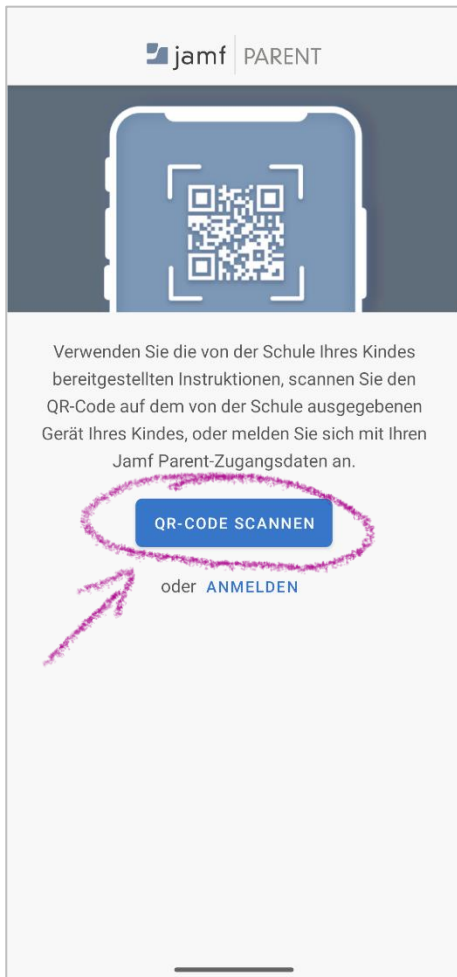 jamf PARENT
Verwenden Sie die von der Schule Ihres Kindes
bereitgestellten Instruktionen, scannen Sie den
QR-Code auf dem von der Schule ausgegebenen
Gerät Ihres Kindes, oder melden Sie sich mit Ihren
Jamf Parent-Zugangsdaten an.
QR-CODE SCANNEN
oder ANMELDEN